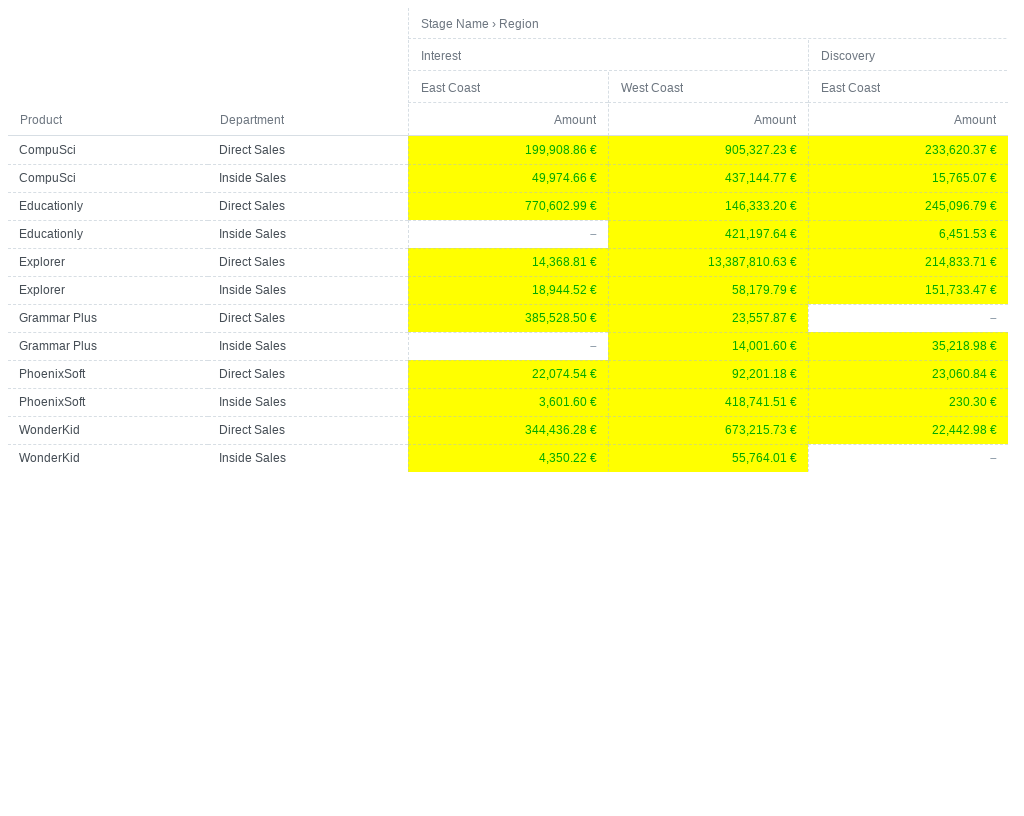 Stage Name › Region
Interest Discovery
East Coast West Coast East Coast
Product Department Amount Amount Amount
CompuSci Direct Sales 199,908.86 € 905,327.23 € 233,620.37 €
CompuSci Inside Sales 49,974.66 € 437,144.77 € 15,765.07 €
Educationly Direct Sales 770,602.99 € 146,333.20 € 245,096.79 €
Educationly Inside Sales – 421,197.64 € 6,451.53 €
Explorer Direct Sales 14,368.81 € 13,387,810.63 € 214,833.71 €
Explorer Inside Sales 18,944.52 € 58,179.79 € 151,733.47 €
Grammar Plus Direct Sales 385,528.50 € 23,557.87 € –
Grammar Plus Inside Sales – 14,001.60 € 35,218.98 €
PhoenixSoft Direct Sales 22,074.54 € 92,201.18 € 23,060.84 €
PhoenixSoft Inside Sales 3,601.60 € 418,741.51 € 230.30 €
WonderKid Direct Sales 344,436.28 € 673,215.73 € 22,442.98 €
WonderKid Inside Sales 4,350.22 € 55,764.01 € –